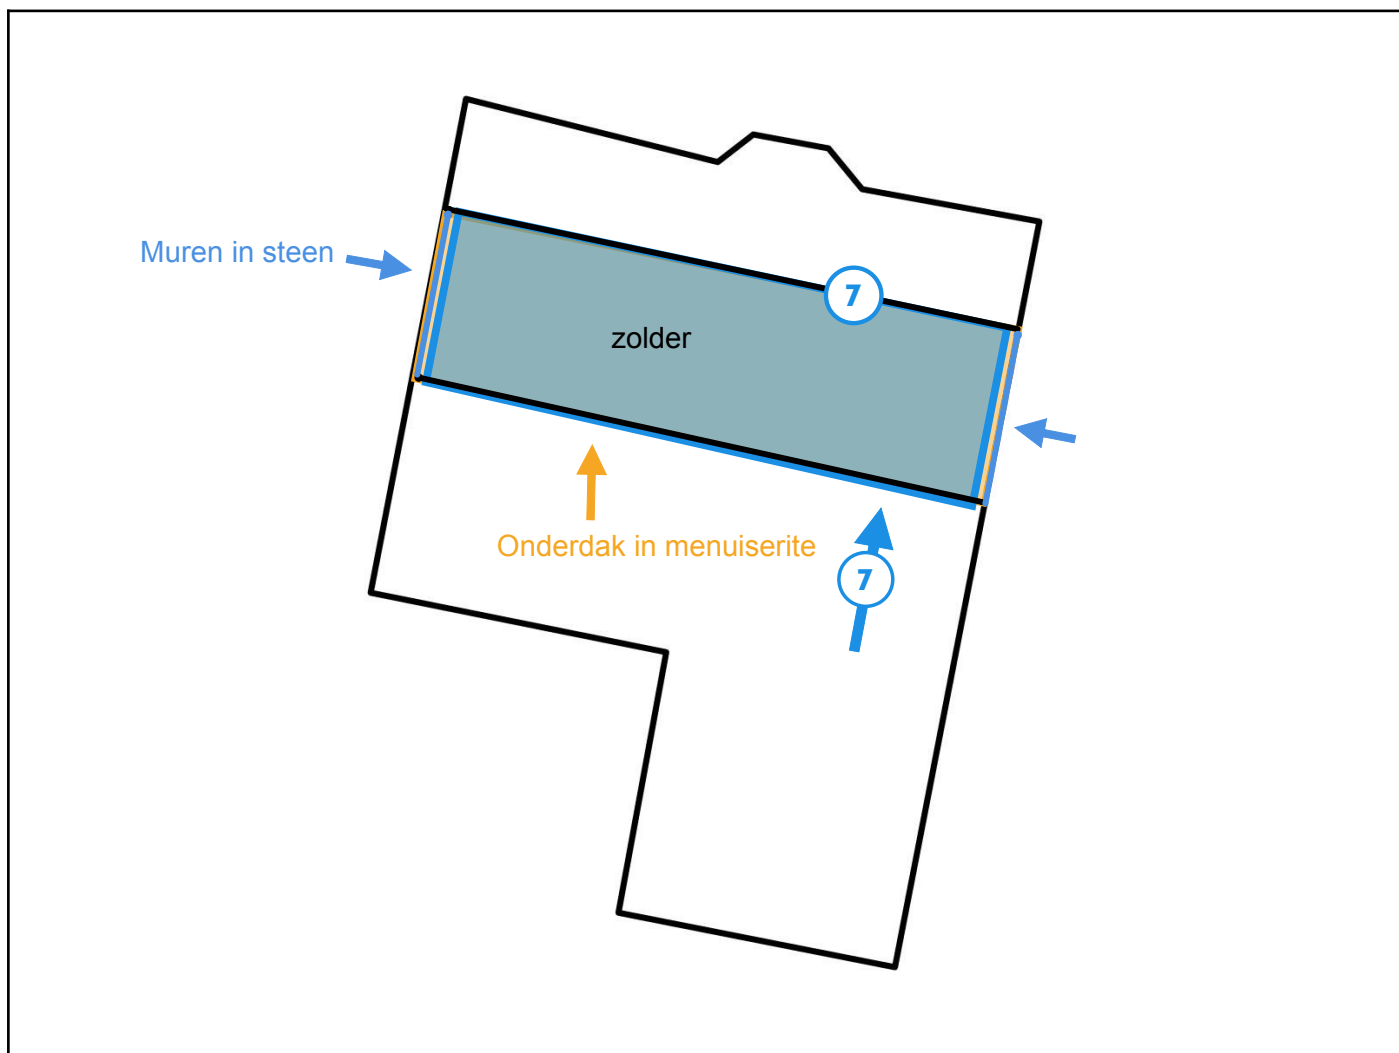 Muren in steen
7
zolder
Onderdak in menuiserite
7